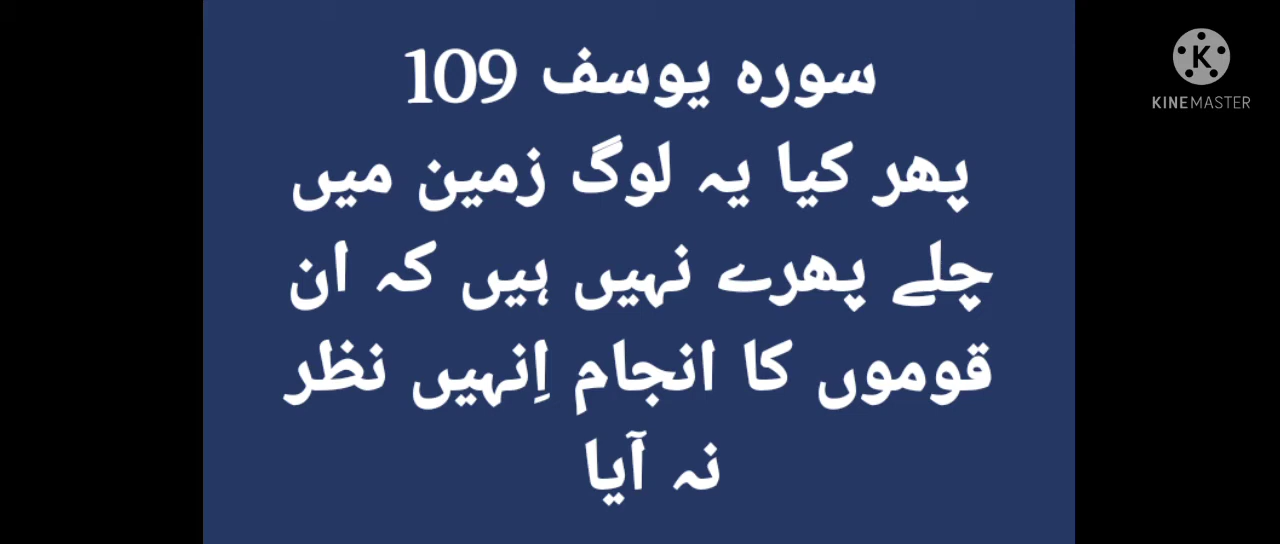 سورہ یوسف 109
پھر کیا یہ لوگ زمین میں
چلے پھرے نہیں ہیں کہ ان
قوموں کا انجام اِنہیں نظر
نہ آیا
K
KINEMASTER